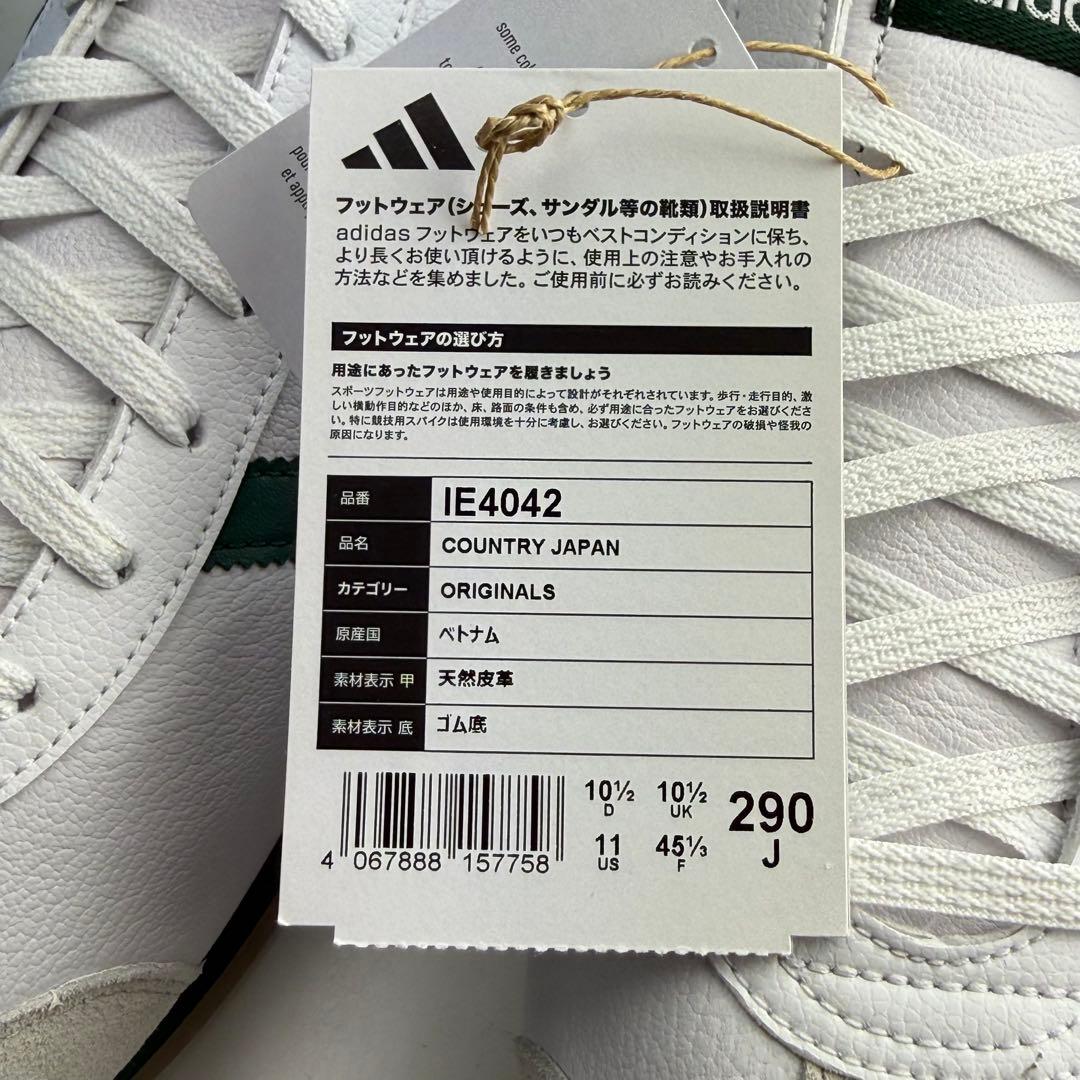 some
フットウェア(シューズ、サンダル等の靴類)取扱説明書
adidas フットウェアをいつもベストコンディションに保ち、
より長くお使い頂けるように、使用上の注意やお手入れの
方法などを集めました。ご使用前に必ずお読みください。
フットウェアの選び方
用途にあったフットウェアを履きましょう
スポーツフットウェアは用途や使用目的によって設計がそれぞれされています。歩行・走行目的、激
しい横動作目的などのほか、床、路面の条件も含め、必ず用途に合ったフットウェアをお選びくださ
い。特に競技用スパイクは使用環境を十分に考慮し、お選びください。フットウェアの破損や怪我の
原因になります。
品番 IE4042
品名 COUNTRY JAPAN
カテゴリー ORIGINALS
原産国 ベトナム
素材表示 甲 天然皮革
素材表示 底 ゴム底
10½ D 10½ UK 290 J
11 US 45⅓ F
4 067888 157758